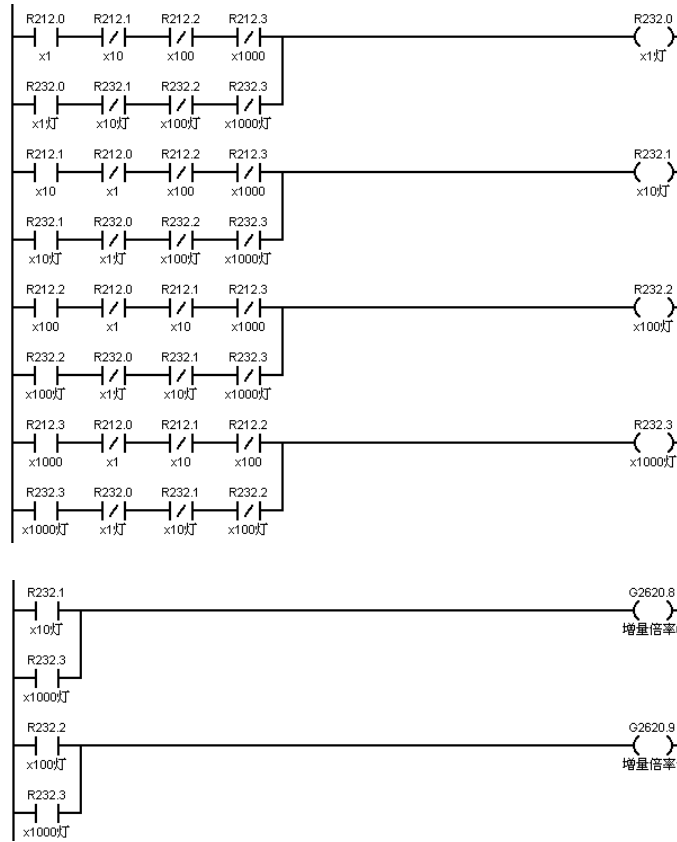 R212.0 R212.1 R212.2 R212.3 R232.0
x1 x10 x100 x1000 x1灯
R232.0 R232.1 R232.2 R232.3
x1灯 x10灯 x100灯 x1000灯
R212.1 R212.0 R212.2 R212.3 R232.1
x10 x1 x100 x1000 x10灯
R232.1 R232.0 R232.2 R232.3
x10灯 x1灯 x100灯 x1000灯
R212.2 R212.0 R212.1 R212.3 R232.2
x100 x1 x10 x1000 x100灯
R232.2 R232.0 R232.1 R232.3
x100灯 x1灯 x10灯 x1000灯
R212.3 R212.0 R212.1 R212.2 R232.3
x1000 x1 x10 x100 x1000灯
R232.3 R232.0 R232.1 R232.2
x1000灯 x1灯 x10灯 x100灯
R232.1 G2620.8
x10灯 增量倍率
R232.3
x1000灯
R232.2 G2620.9
x100灯 增量倍率
R232.3
x1000灯